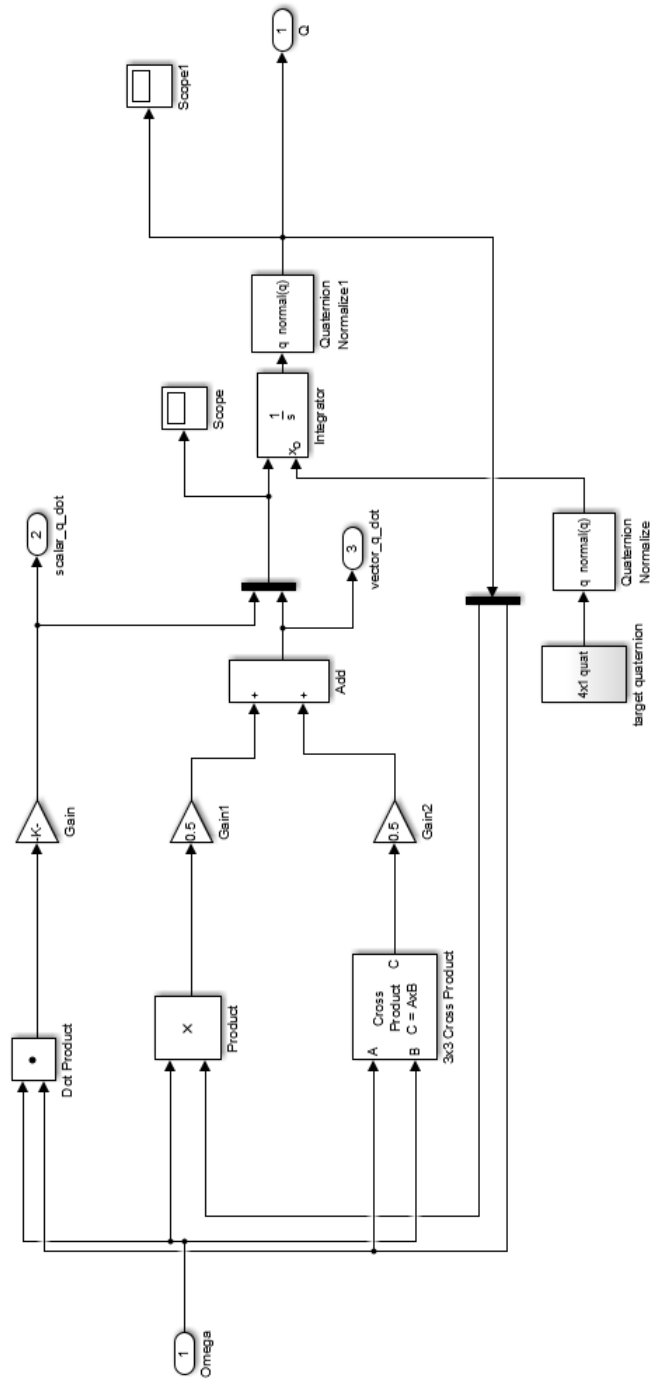 1
Omega
Dot Product
×
Product
A
B
Cross
Product
C = AxB
C
3x3 Cross Product
-K-
Gain
0.5
Gain1
0.5
Gain2
+
+
Add
2
scalar_q_dot
3
vector_q_dot
Scope
1
s
xo
Integrator
q normal(q)
Quaternion
Normalize1
Scope1
1
Q
4x1 quat
target quaternion
q normal(q)
Quaternion
Normalize